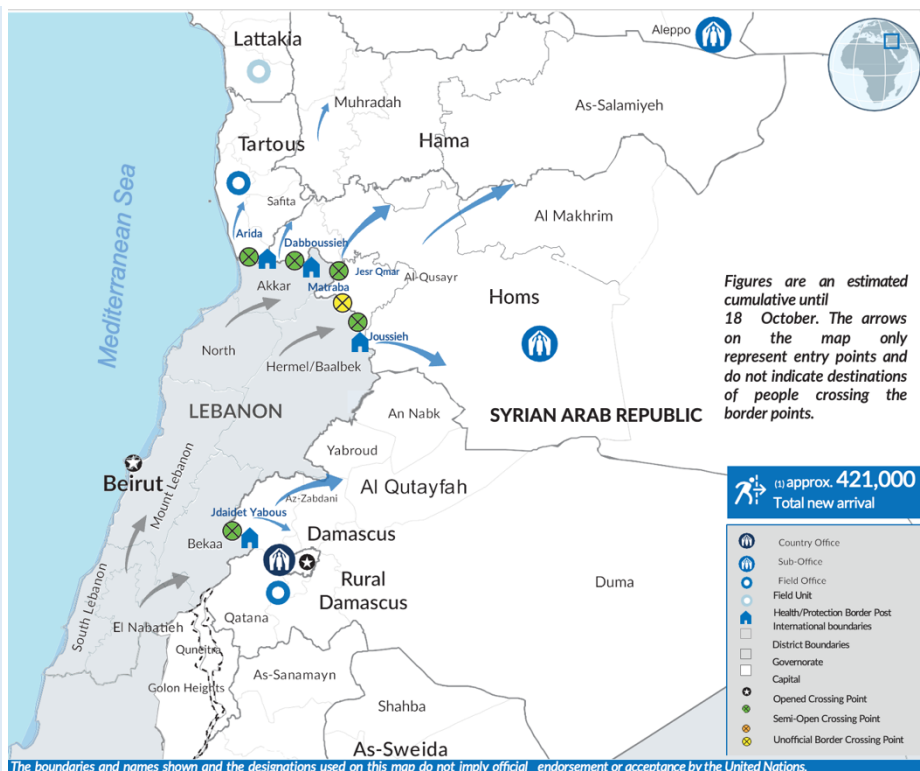 Aleppo
Lattakia
Muhradah
As-Salamiyeh
Tartous
Hama
Mediterranean Sea
Safita
Al Makhrim
Arida
Dabboussieh
Jesr Qmar
Al-Qusayr
Akkar
Matraba
Homs
Figures are an estimated
cumulative until
18 October. The arrows
on the map only
represent entry points and
do not indicate destinations
of people crossing the
border points.
Joussieh
North
Hermel/Baalbek
LEBANON
An Nabk
SYRIAN ARAB REPUBLIC
Yabroud
Beirut
Mount Lebanon
Al Qutayfah
Az-Zabdani
(1) approx. 421,000
Total new arrival
Jdaidet Yabous
Bekaa
Damascus
Country Office
Sub-Office
Field Office
Field Unit
Health/Protection Border Post
International boundaries
District Boundaries
Governorate
Capital
Opened Crossing Point
Semi-Open Crossing Point
Unofficial Border Crossing Point
Duma
Rural
Damascus
South Lebanon
El Nabatieh
Qatana
Quneitra
Golon Heights
As-Sanamayn
Shahba
As-Sweida
The boundaries and names shown and the designations used on this map do not imply official endorsement or acceptance by the United Nations.